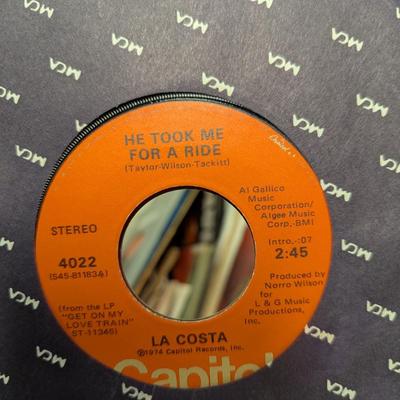 MCA
HE TOOK ME
FOR A RIDE
(Taylor-Wilson-Tackitt)
Capitol
Al Gallico
Music
Corporation/
Algee Music
Corp.-BMI
STEREO
4022
(S45-81183A)
Intro.-:07
2:45
(from the LP
"GET ON MY
LOVE TRAIN"
ST-11345)
Produced by
Norro Wilson
for
L & G Music
Productions,
Inc.
LA COSTA
℗1974 Capitol Records, Inc.
Capitol